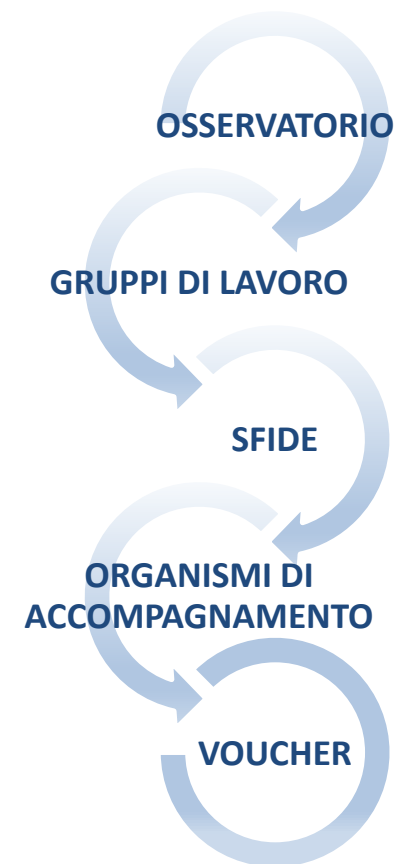 OSSERVATORIO
GRUPPI DI LAVORO
SFIDE
ORGANISMI DI
ACCOMPAGNAMENTO
VOUCHER